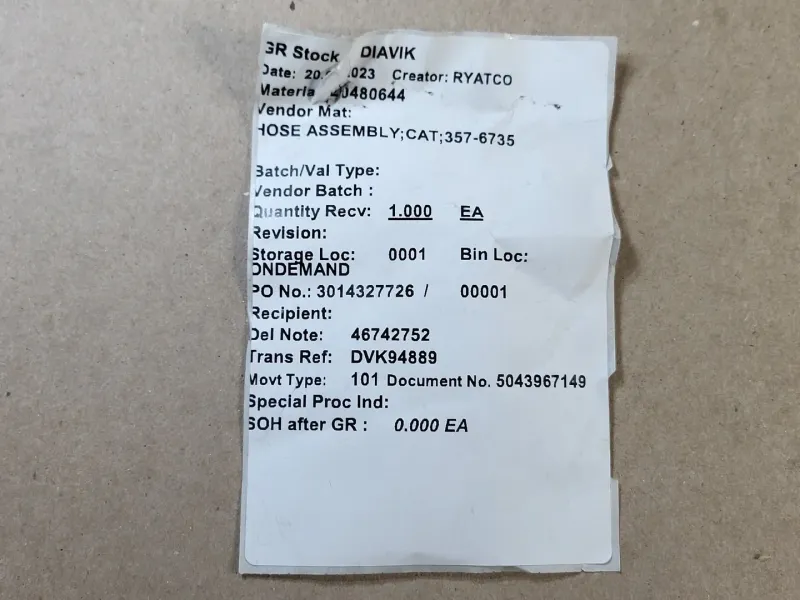 GR Stock DIAVIK
Date: Creator: RYATCO
Vendor Mat:
HOSE ASSEMBLY;CAT;357-6735
Batch/Val Type:
Vendor Batch :
Quantity Recv: 1.000 EA
Revision:
Storage Loc: 0001 Bin Loc:
ONDEMAND
PO No.: 3014327726 / 00001
Recipient:
Del Note: 46742752
Trans Ref: DVK94889
Movt Type: 101 Document No. 5043967149
Special Proc Ind:
SOH after GR : 0.000 EA